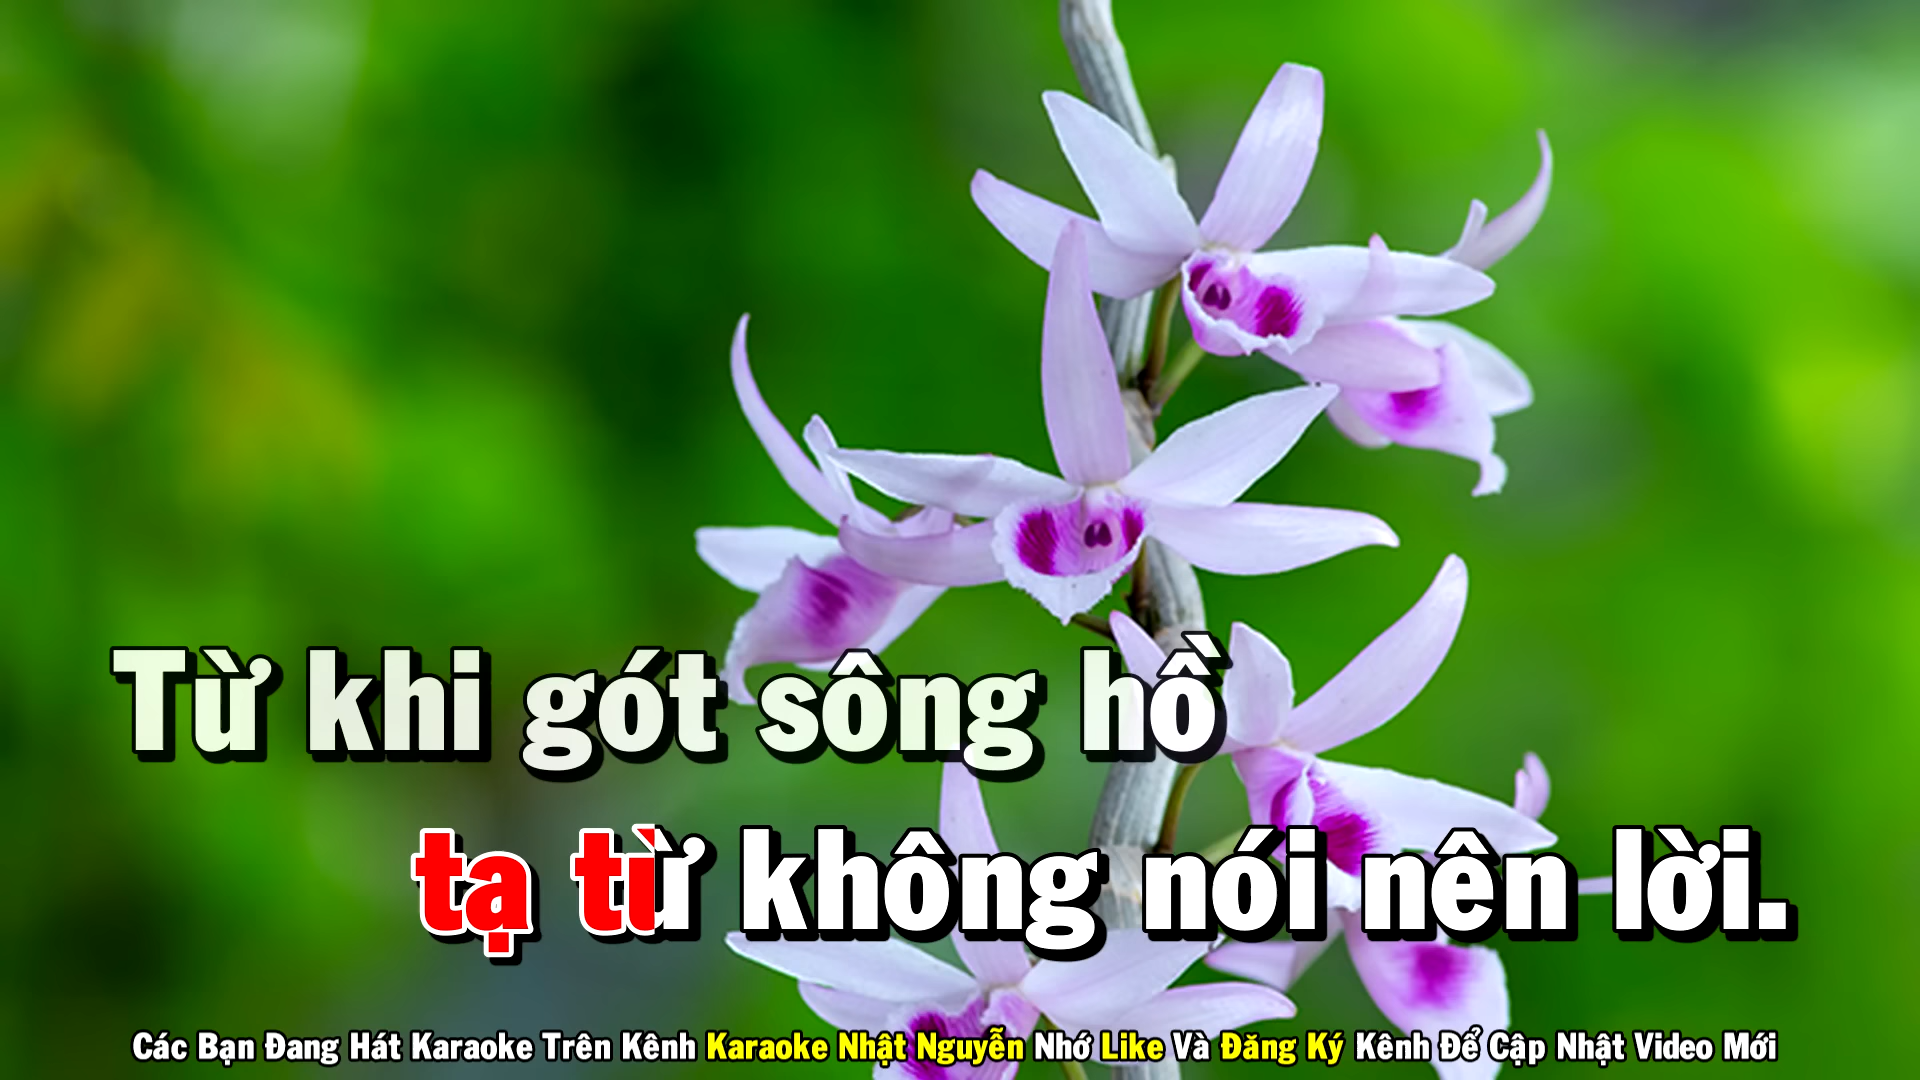 Từ khi gót sông hồ
tạ từ không nói nên lời.
Các Bạn Đang Hát Karaoke Trên Kênh Karaoke Nhật Nguyễn Nhớ Like Và Đăng Ký Kênh Để Cập Nhật Video Mới